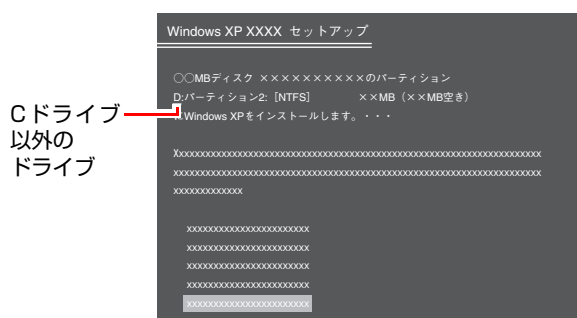 Windows XP XXXX セットアップ
○○MBディスク ××××××××××のパーティション
D:パーティション2: [NTFS] ××MB（××MB空き）
Windows XPをインストールします。・・・
Cドライブ
以外の
ドライブ
Xxxxxxxxxxxxxxxxxxxxxxxxxxxxxxxxxxxxxxxxxxxxxxxxxxxxxxxxxxxxxxxxxxxx
xxxxxxxxxxxxxxxxxxxxxxxxxxxxxxxxxxxxxxxxxxxxxxxxxxxxxxxxxxxxxxxxxxxx
xxxxxxxxxxxxx
xxxxxxxxxxxxxxxxxxxxxxx
xxxxxxxxxxxxxxxxxxxxxxx
xxxxxxxxxxxxxxxxxxxxxxx
xxxxxxxxxxxxxxxxxxxxxxx
xxxxxxxxxxxxxxxxxxxxxxx